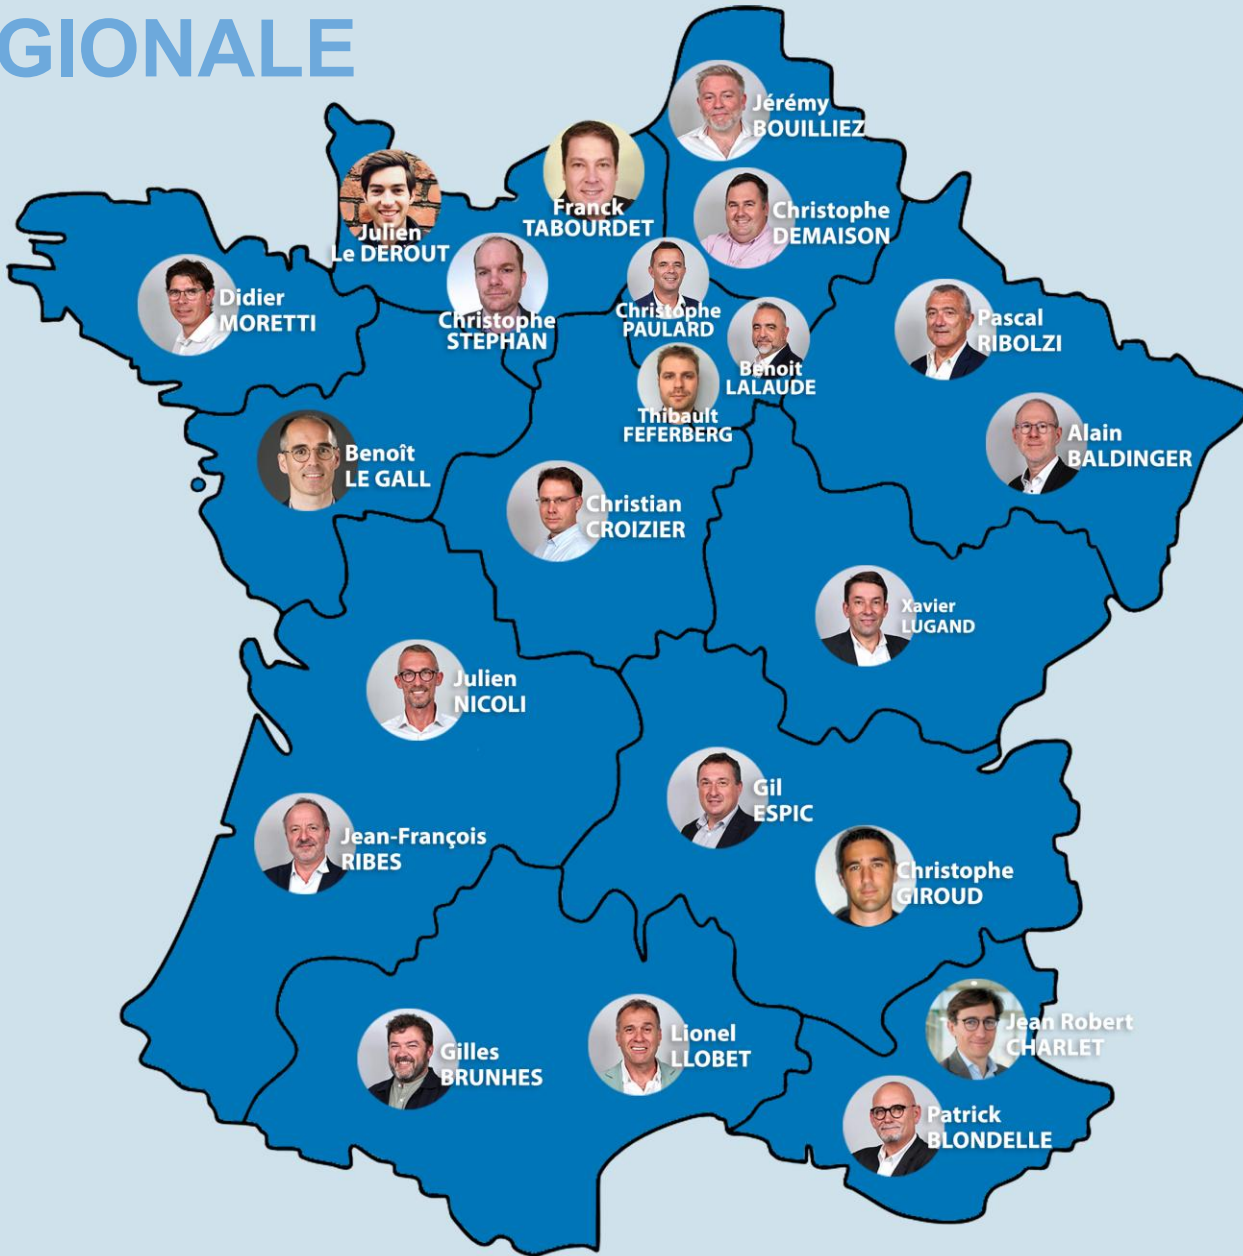 GIONALE
Jérémy
BOUILLIEZ
Franck
TABOURDET
Julien
Le DEROUT
Christophe
DEMAISON
Didier
MORETTI
Christophe
STEPHAN
Christophe
PAULARD
Benoit
LALAUDE
Pascal
RIBOLZI
Thibault
FEFERBERG
Alain
BALDINGER
Benoît
LE GALL
Christian
CROIZIER
Xavier
LUGAND
Julien
NICOLI
Gil
ESPIC
Jean-François
RIBES
Christophe
GIROUD
Jean Robert
CHARLET
Gilles
BRUNHES
Lionel
LLOBET
Patrick
BLONDELLE